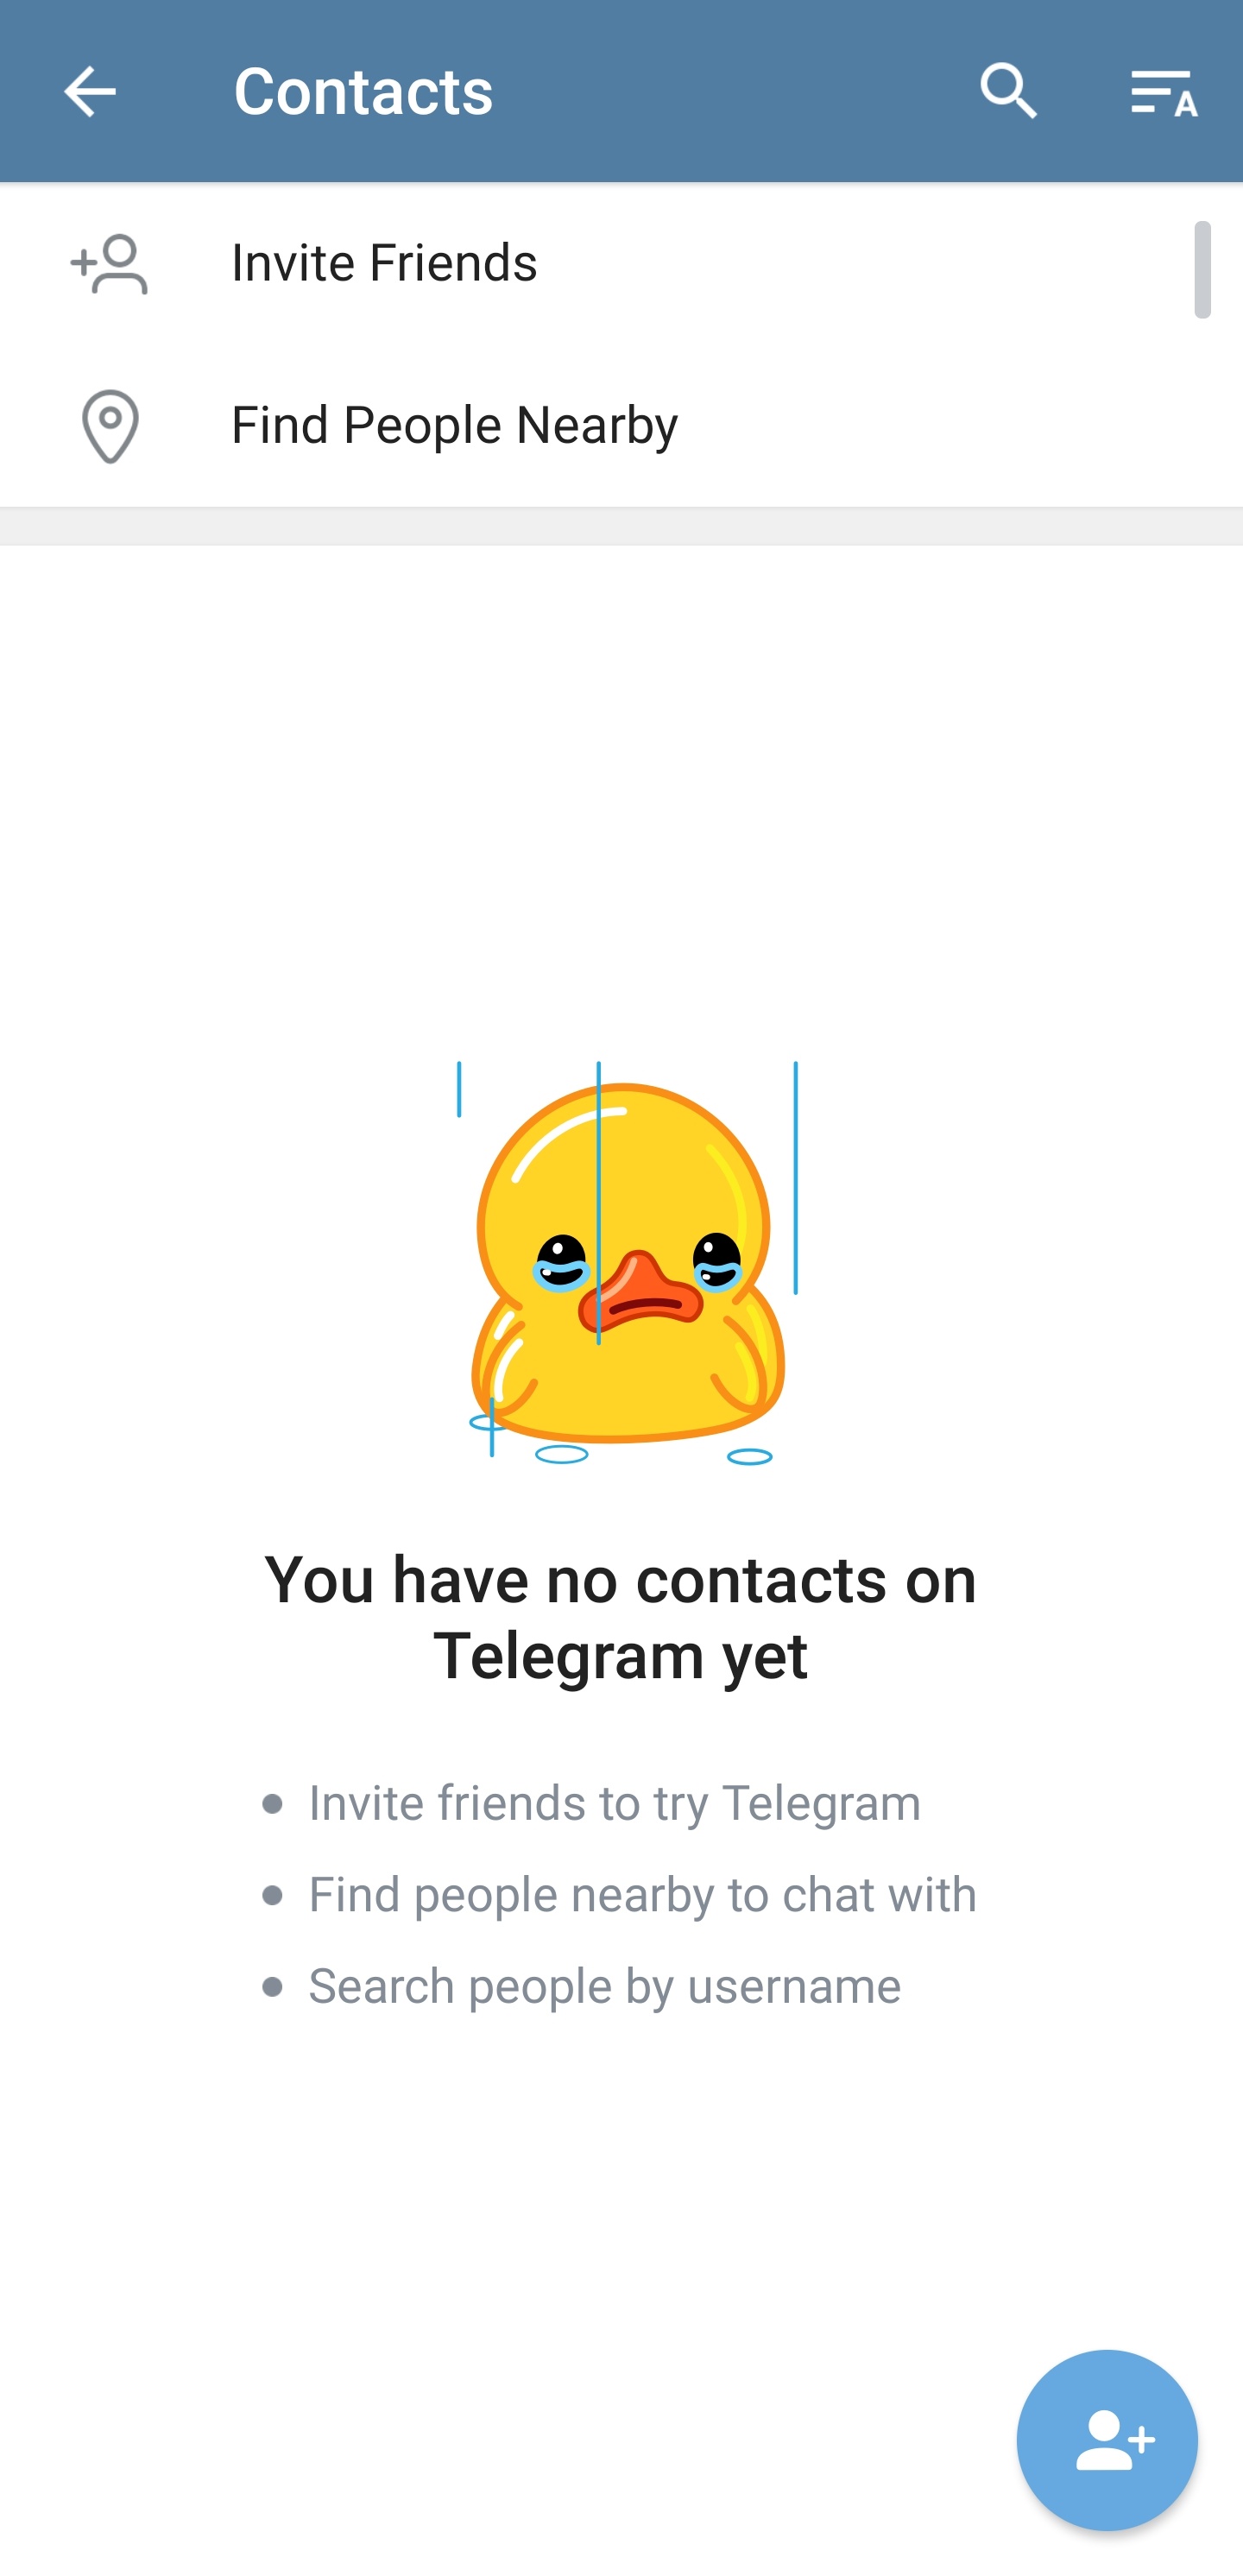 Contacts
A
Invite Friends
Find People Nearby
You have no contacts on
Telegram yet
Invite friends to try Telegram
Find people nearby to chat with
Search people by username